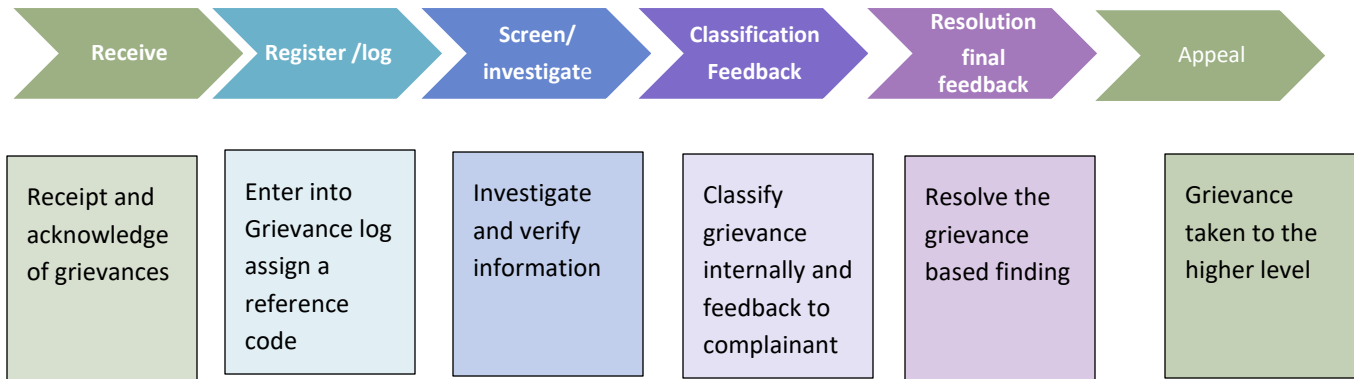 Receive
Register /log
Screen/
investigate
Classification
Feedback
Resolution
final
feedback
Appeal
Receipt and
acknowledge
of grievances
Enter into
Grievance log
assign a
reference
code
Investigate
and verify
information
Classify
grievance
internally and
feedback to
complainant
Resolve the
grievance
based finding
Grievance
taken to the
higher level